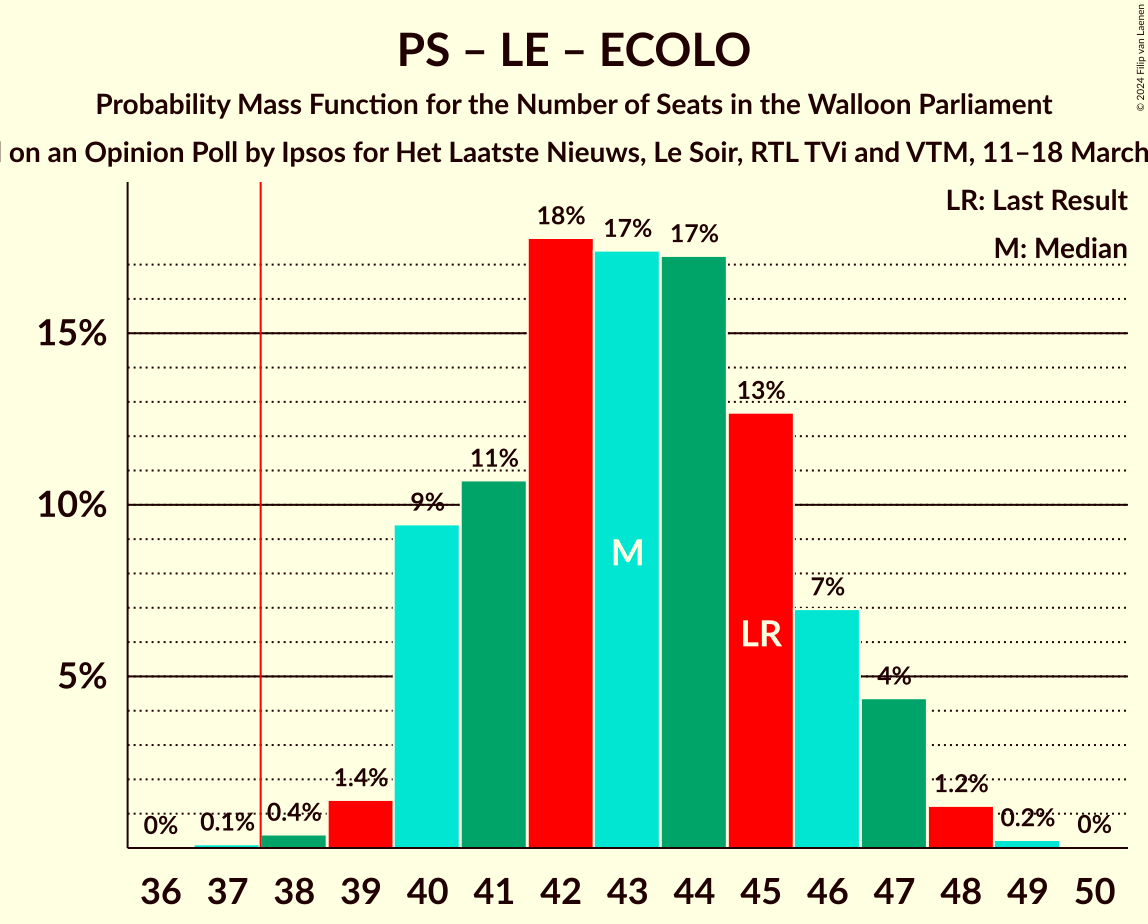 PS – LE – ECOLO
Probability Mass Function for the Number of Seats in the Walloon Parliament
on an Opinion Poll by Ipsos for Het Laatste Nieuws, Le Soir, RTL TVi and VTM, 11–18 March
© 2024 Filip van Laenen
LR: Last Result
M: Median
18%
17%
17%
15%
13%
11%
10%
9%
M
7%
LR
5%
4%
1.4%
1.2%
0.4%
0.2%
0.1%
0%
0%
36 37 38 39 40 41 42 43 44 45 46 47 48 49 50